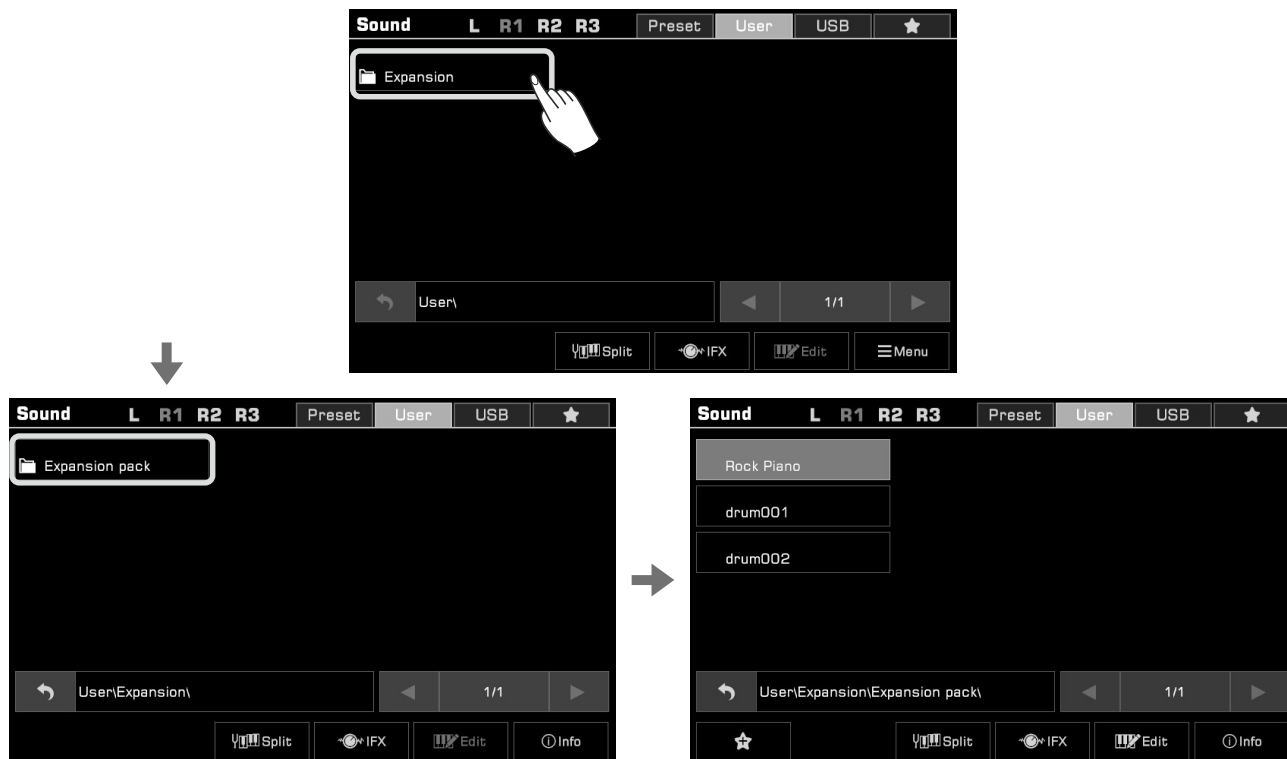 Sound L R1 R2 R3 Preset User USB
Expansion
User\ 1/1
Split IFX Edit Menu
Sound L R1 R2 R3 Preset User USB
Expansion pack
User\Expansion\ 1/1
Split IFX Edit Info
Sound L R1 R2 R3 Preset User USB
Rock Piano
drum001
drum002
User\Expansion\Expansion pack\ 1/1
Split IFX Edit Info